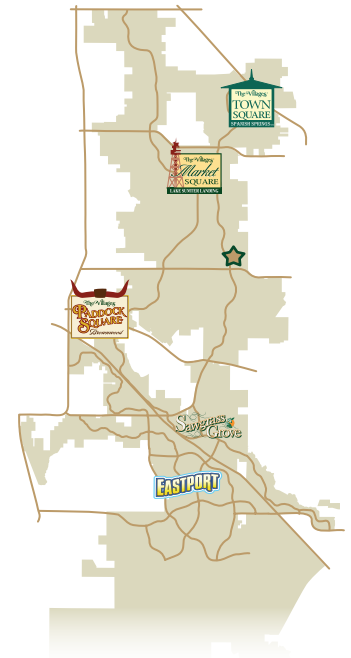 The Villages
TOWN
SQUARE
SPANISH SPRINGS
The Villages
Market
SQUARE
LAKE SUMTER LANDING
The Villages
PADDOCK
SQUARE
Brownwood
Sawgrass
Grove
EASTPORT